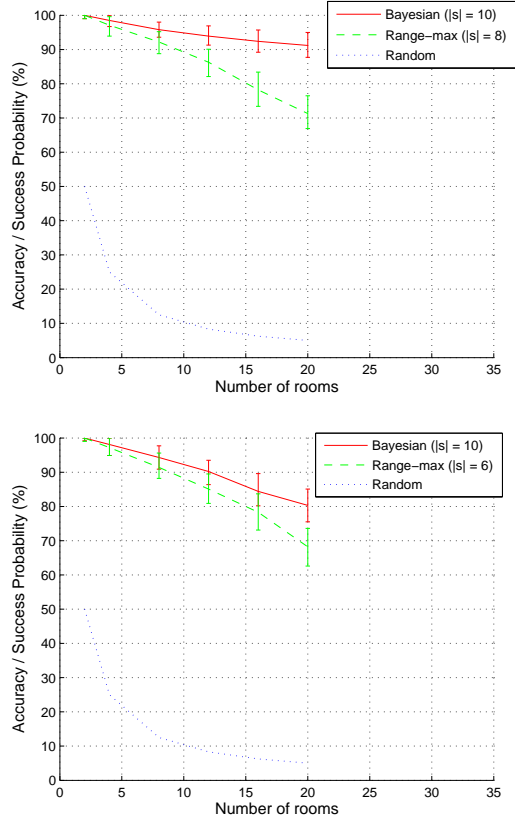 100
90
80
70
60
50
40
30
20
10
0
Accuracy / Success Probability (%)
Bayesian (|s| = 10)
Range-max (|s| = 8)
Random
0 5 10 15 20 25 30 35
Number of rooms
100
90
80
70
60
50
40
30
20
10
0
Accuracy / Success Probability (%)
Bayesian (|s| = 10)
Range-max (|s| = 6)
Random
0 5 10 15 20 25 30 35
Number of rooms